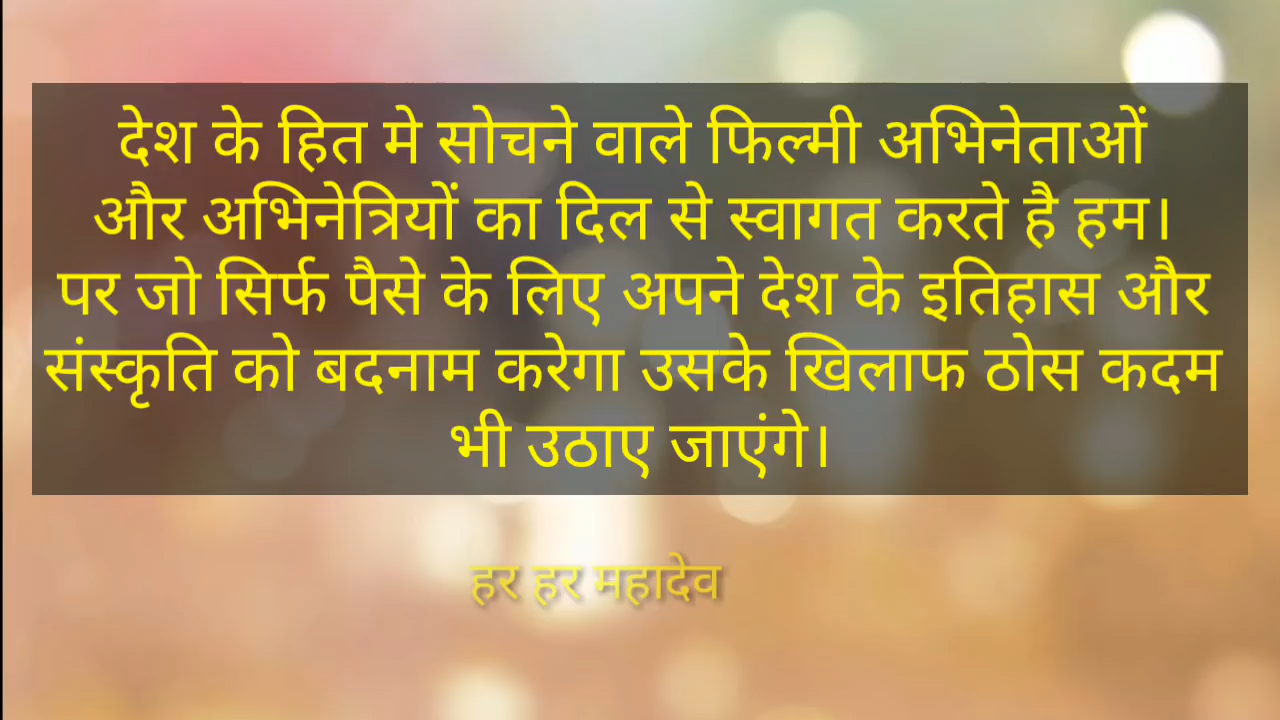 देश के हित मे सोचने वाले फिल्मी अभिनेताओं
और अभिनेत्रियों का दिल से स्वागत करते है हम।
पर जो सिर्फ पैसे के लिए अपने देश के इतिहास और
संस्कृति को बदनाम करेगा उसके खिलाफ ठोस कदम
भी उठाए जाएंगे।
हर हर महादेव